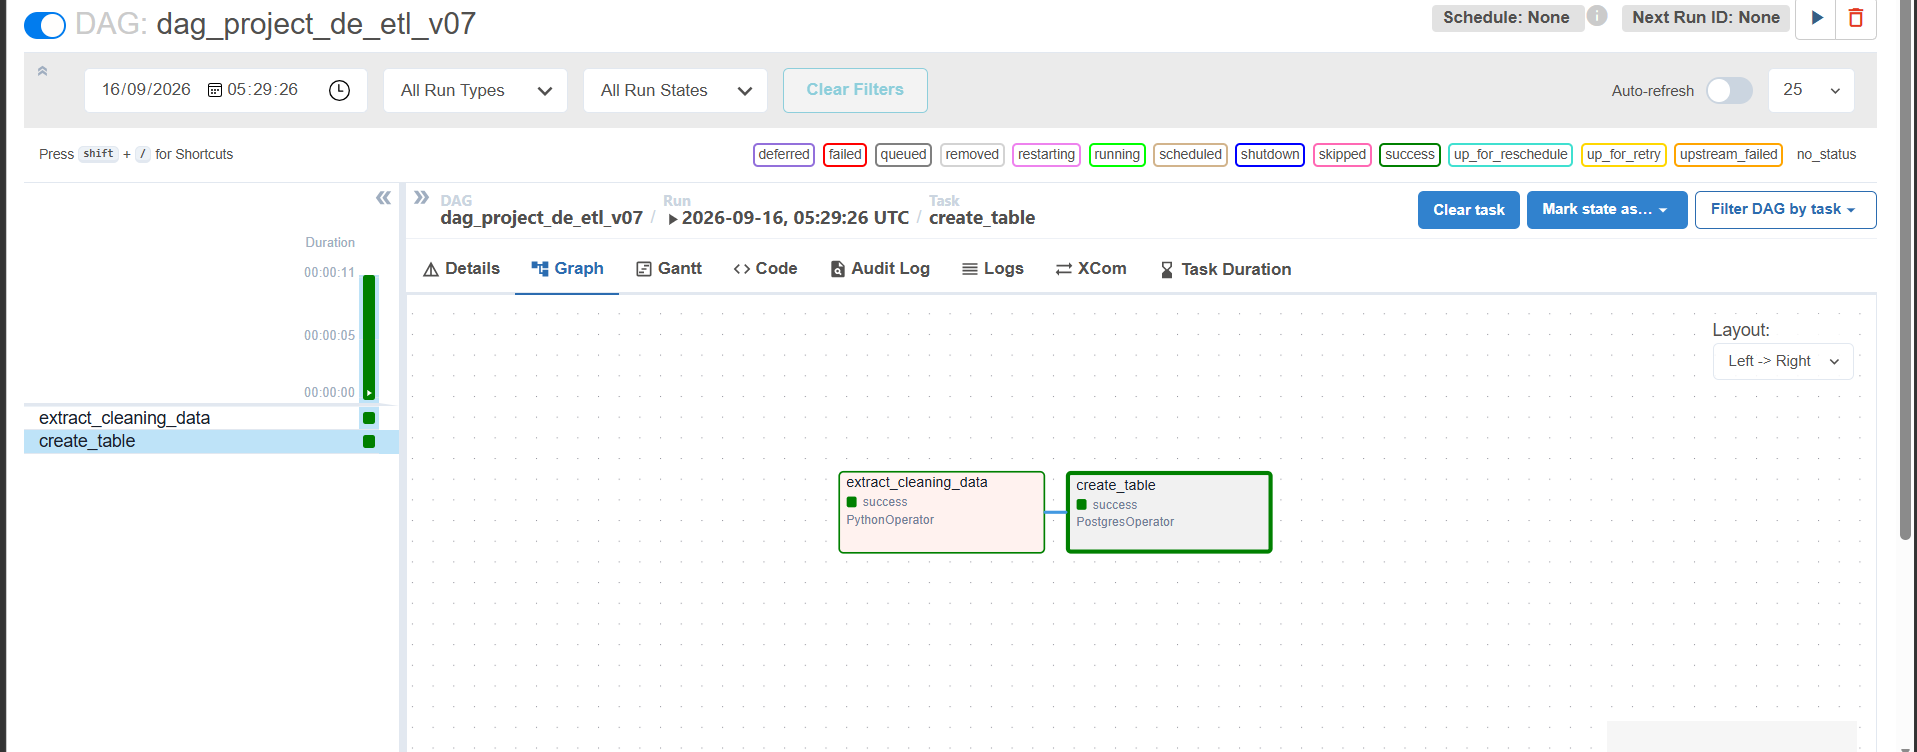 DAG: dag_project_de_etl_v07
Schedule: None
Next Run ID: None
16/09/2026 05:29:26
All Run Types
All Run States
Clear Filters
Auto-refresh
25
Press shift + / for Shortcuts
deferred failed queued removed restarting running scheduled shutdown skipped success up_for_reschedule up_for_retry upstream_failed no_status
Duration
00:00:11
00:00:05
00:00:00
extract_cleaning_data
create_table
DAG
dag_project_de_etl_v07 /
Run
2026-09-16, 05:29:26 UTC /
Task
create_table
Clear task
Mark state as...
Filter DAG by task
Details
Graph
Gantt
Code
Audit Log
Logs
XCom
Task Duration
Layout:
Left -> Right
extract_cleaning_data
success
PythonOperator
create_table
success
PostgresOperator